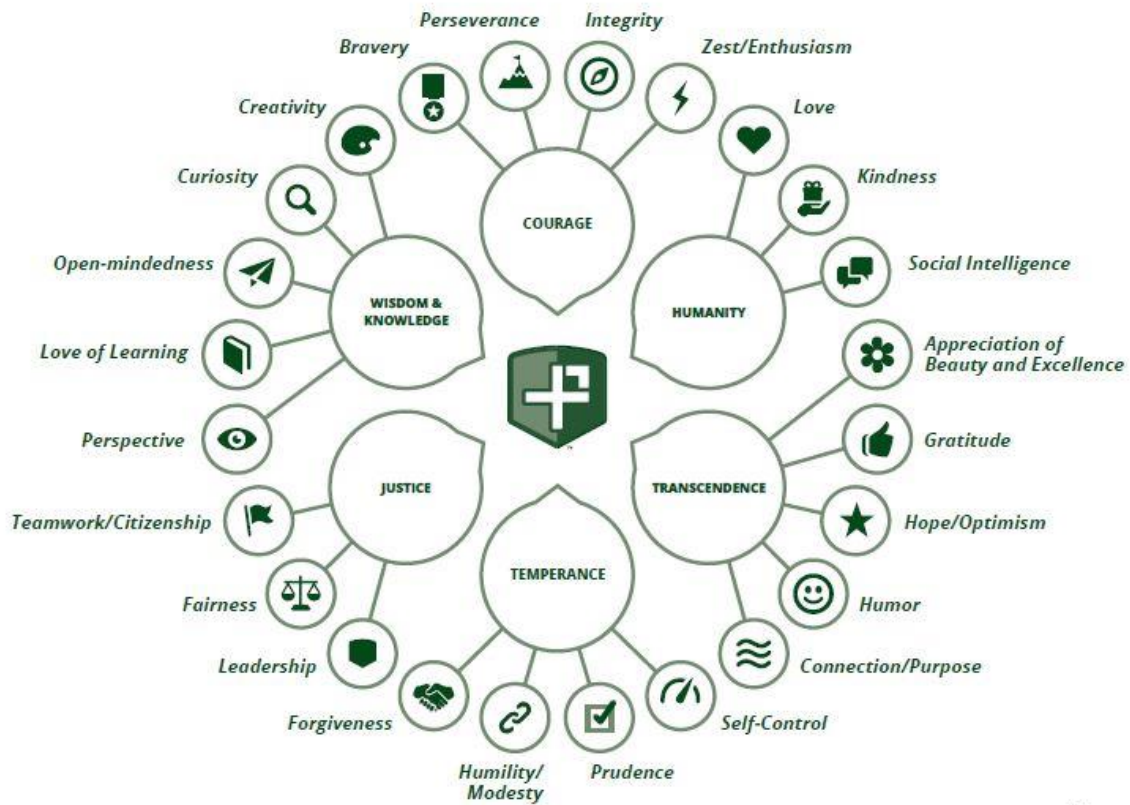 Perseverance
Integrity
Bravery
Zest/Enthusiasm
Creativity
Love
Curiosity
Kindness
COURAGE
Open-mindedness
Social Intelligence
WISDOM &
KNOWLEDGE
HUMANITY
Love of Learning
Appreciation of
Beauty and Excellence
Perspective
Gratitude
JUSTICE
TRANSCENDENCE
Teamwork/Citizenship
Hope/Optimism
TEMPERANCE
Fairness
Humor
Leadership
Connection/Purpose
Forgiveness
Self-Control
Humility/
Modesty
Prudence